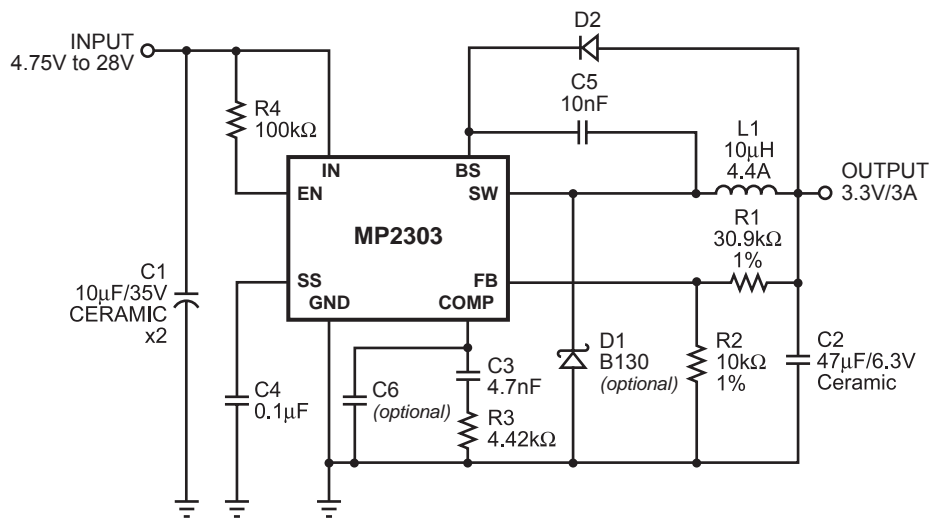 D2
INPUT
4.75V to 28V
C5
10nF
R4
100kΩ
L1
10μH
4.4A
IN
BS
EN
SW
OUTPUT
3.3V/3A
MP2303
R1
30.9kΩ
1%
C1
10μF/35V
CERAMIC
x2
SS
FB
GND
COMP
C4
0.1μF
C6
(optional)
C3
4.7nF
R3
4.42kΩ
D1
B130
(optional)
R2
10kΩ
1%
C2
47μF/6.3V
Ceramic